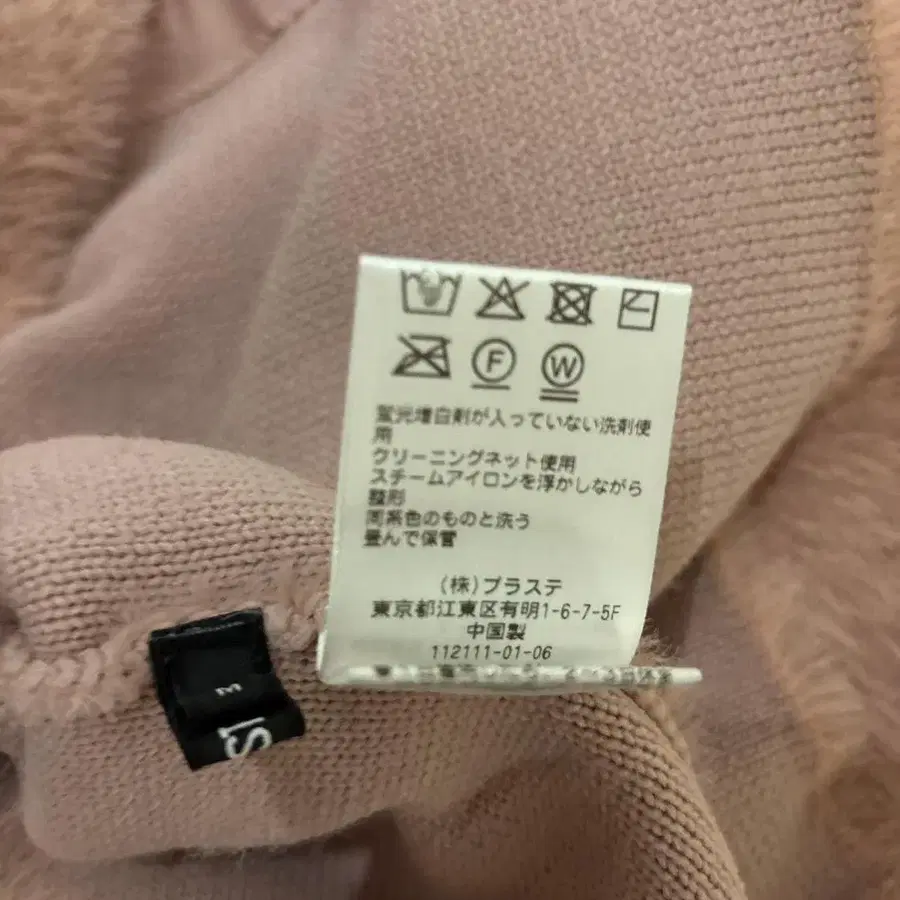 F W
蛍光増白剤が入っていない洗剤使
用
クリーニングネット使用
スチームアイロンを浮かしながら
整形
同系色のものと洗う
畳んで保管
(株)プラステ
東京都江東区有明1-6-7-5F
中国製
112111-01-06
3